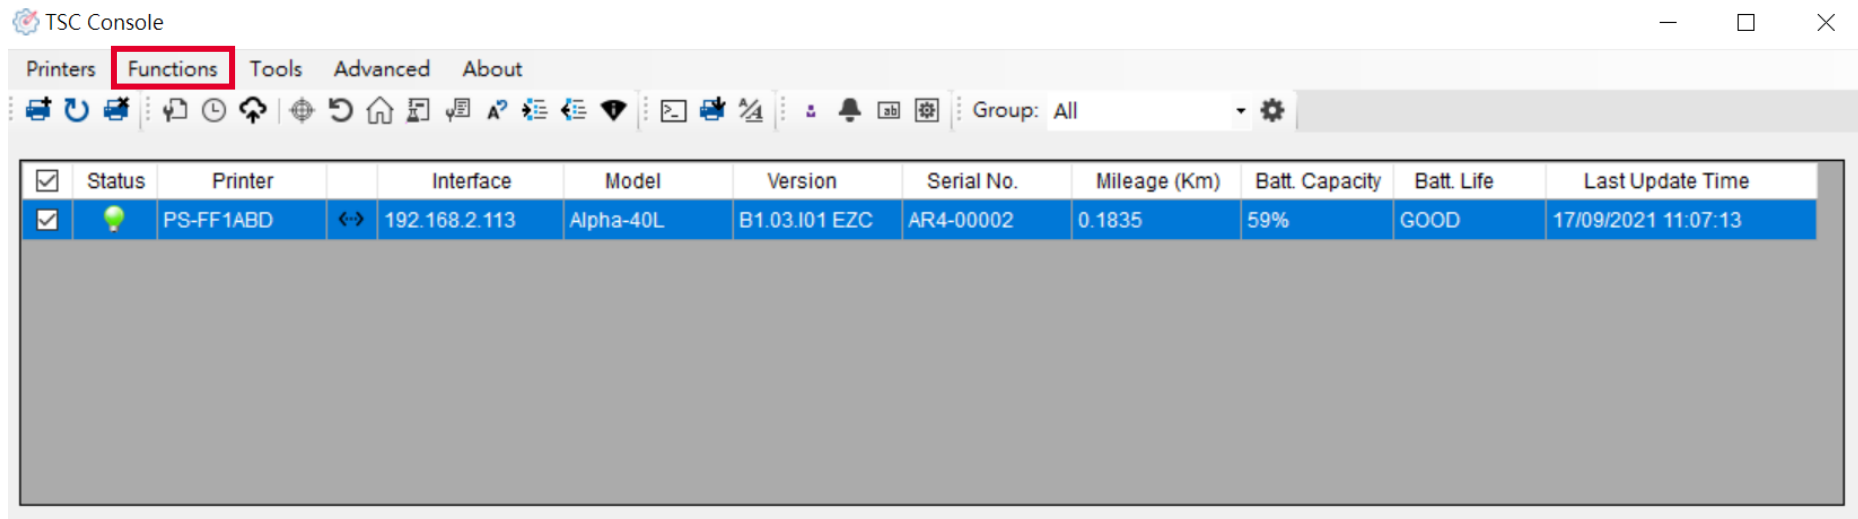 TSC Console
Printers Functions Tools Advanced About
Group: All
Status Printer Interface Model Version Serial No. Mileage (Km) Batt. Capacity Batt. Life Last Update Time
PS-FF1ABD 192.168.2.113 Alpha-40L B1.03.I01 EZC AR4-00002 0.1835 59% GOOD 17/09/2021 11:07:13